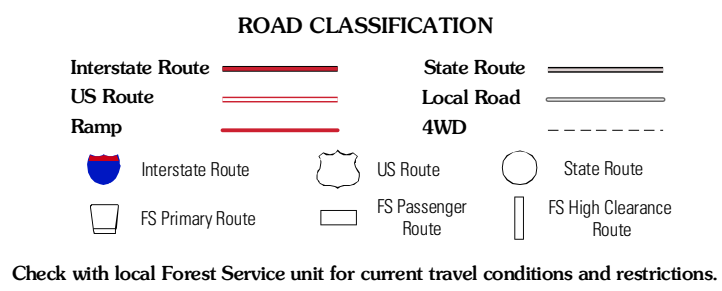 ROAD CLASSIFICATION
Interstate Route
State Route
US Route
Local Road
Ramp
4WD
Interstate Route
US Route
State Route
FS Primary Route
FS Passenger
Route
FS High Clearance
Route
Check with local Forest Service unit for current travel conditions and restrictions.